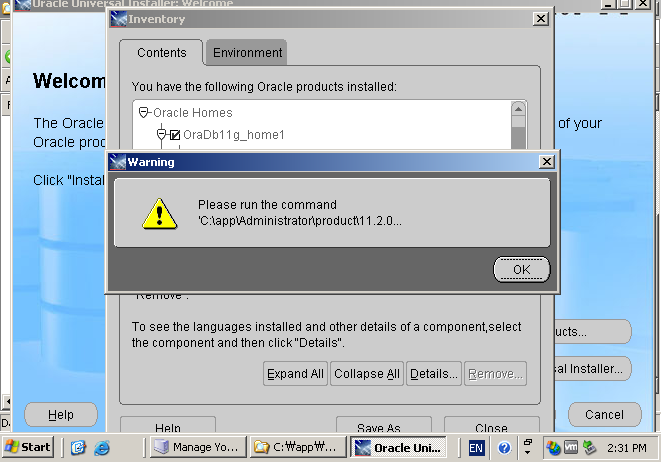 Oracle Universal Installer: Welcome
Inventory
Contents
Environment
You have the following Oracle products installed:
Oracle Homes
OraDb11g_home1
Welcom
The Oracle
of your
Oracle proc
Click "Instal
Warning
Please run the command
'C:\app\Administrator\product\11.2.0...
OK
"Remove".
To see the languages installed and other details of a component,select
the component and then click "Details".
Expand All
Collapse All
Details...
Remove...
ucts...
sal Installer...
Help
Cancel
Help
Save As
Close
Start
Manage Yo...
C:₩app₩...
Oracle Uni...
EN
2:31 PM